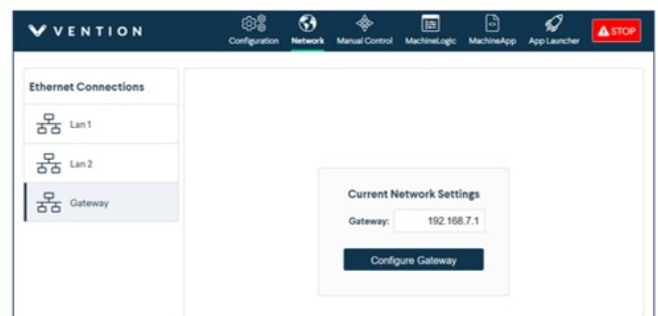 VENTION
Configuration Network Manual Control MachineLogic MachineApp App Launcher STOP
Ethernet Connections
Lan 1
Lan 2
Gateway
Current Network Settings
Gateway: 192.168.7.1
Configure Gateway